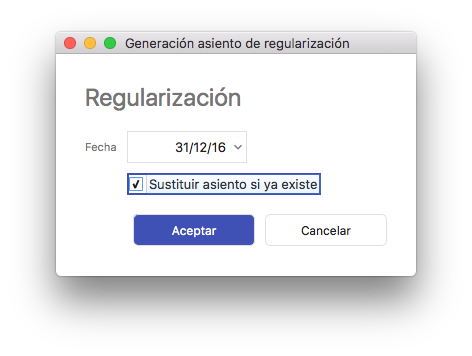 Generación asiento de regularización
Regularización
Fecha 31/12/16
Sustituir asiento si ya existe
Aceptar Cancelar